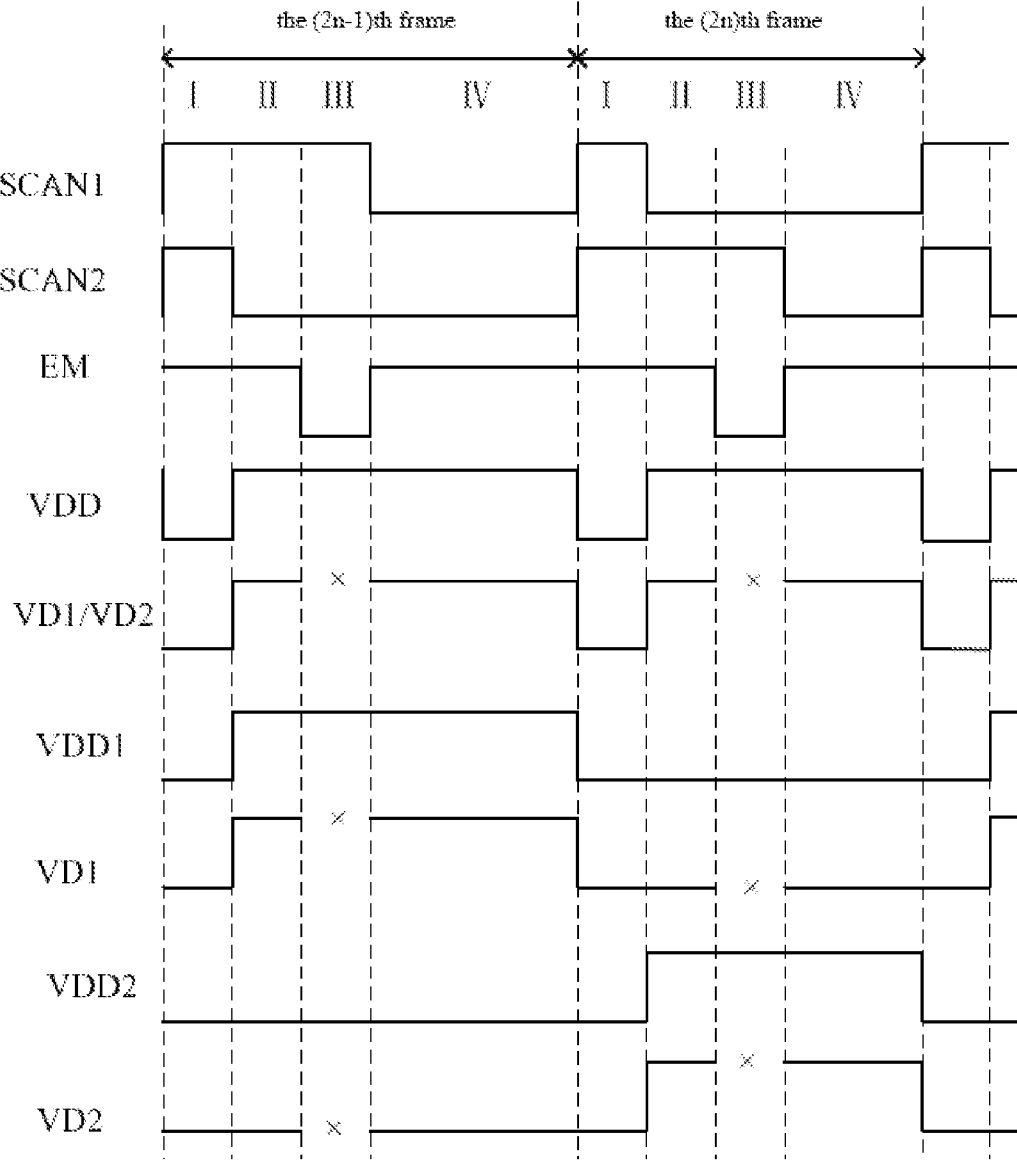 the (2n-1)th frame the (2n)th frame
I II III IV I II III IV
SCAN1
SCAN2
EM
VDD
× ×
VD1/VD2
VDD1
×
VD1
×
VDD2
×
VD2
×